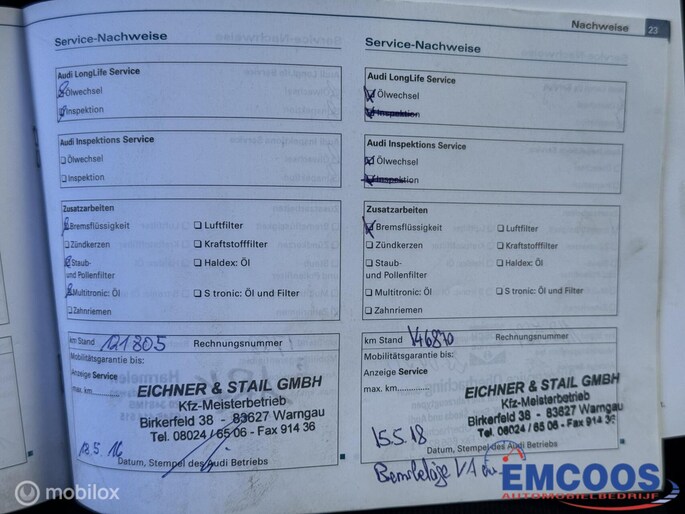 Nachweise 23
Service-Nachweise
Audi LongLife Service
Ölwechsel
Inspektion
Audi Inspektions Service
Ölwechsel
Inspektion
Zusatzarbeiten
Bremsflüssigkeit Luftfilter
Zündkerzen Kraftstofffilter
Staub- Haldex: Öl
und Pollenfilter
Multitronic: Öl S tronic: Öl und Filter
Zahnriemen
km Stand 121805 Rechnungsnummer
Mobilitätsgarantie bis:
Anzeige Service
max. km
EICHNER & STAIL GMBH
Kfz-Meisterbetrieb
Birkerfeld 38 - 83627 Warngau
Tel. 08024 / 65 06 - Fax 914 36
18.5.16
Datum, Stempel des Audi Betriebs
Service-Nachweise
Audi LongLife Service
Ölwechsel
Inspektion
Audi Inspektions Service
Ölwechsel
Inspektion
Zusatzarbeiten
Bremsflüssigkeit Luftfilter
Zündkerzen Kraftstofffilter
Staub- Haldex: Öl
und Pollenfilter
Multitronic: Öl S tronic: Öl und Filter
Zahnriemen
km Stand 146870 Rechnungsnummer
Mobilitätsgarantie bis:
Anzeige Service
max. km..............
EICHNER & STAIL GMBH
Kfz-Meisterbetrieb
Birkerfeld 38 - 83627 Warngau
Tel. 08024 / 65 06 - Fax 914 36
15.5.18
Datum, Stempel des Audi Betriebs
Bremsbeläge VA
EMCOOS
AUTOMOBIELBEDRIJF
mobilox